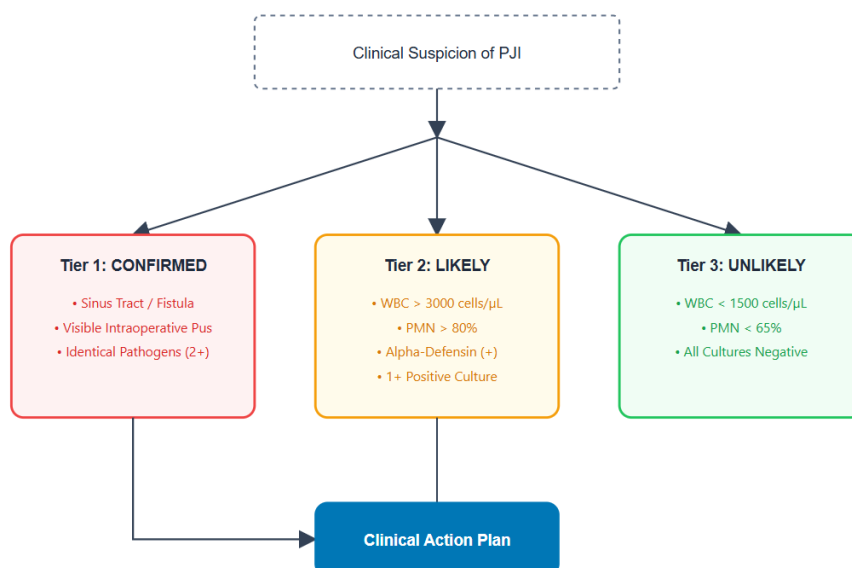 Clinical Suspicion of PJI
Tier 1: CONFIRMED
• Sinus Tract / Fistula
• Visible Intraoperative Pus
• Identical Pathogens (2+)
Tier 2: LIKELY
• WBC > 3000 cells/μL
• PMN > 80%
• Alpha-Defensin (+)
• 1+ Positive Culture
Tier 3: UNLIKELY
• WBC < 1500 cells/μL
• PMN < 65%
• All Cultures Negative
Clinical Action Plan